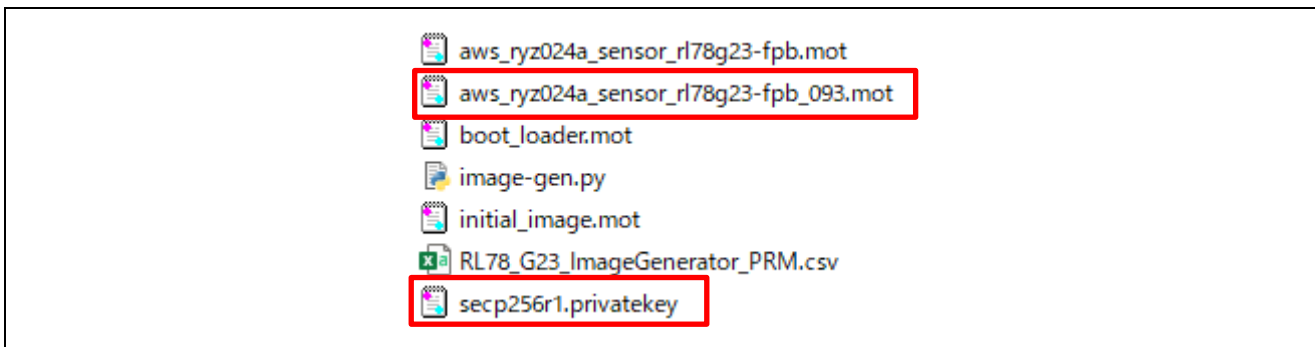 aws_ryz024a_sensor_rl78g23-fpb.mot
aws_ryz024a_sensor_rl78g23-fpb_093.mot
boot_loader.mot
image-gen.py
initial_image.mot
RL78_G23_ImageGenerator_PRM.csv
secp256r1.privatekey